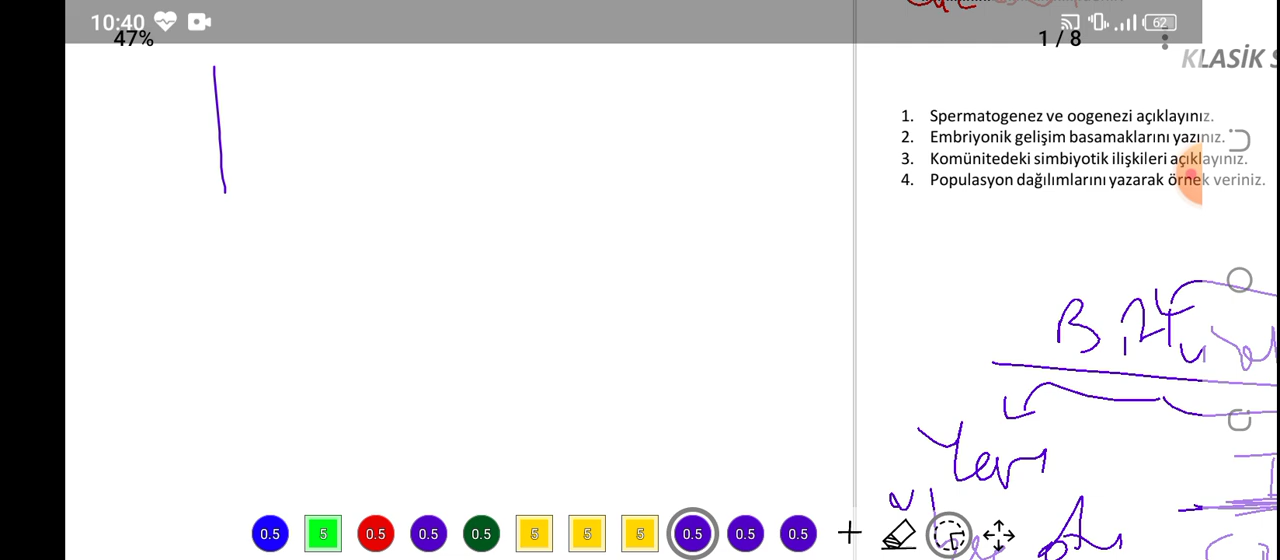 10:40
62
47%
1 / 8
KLASİK S
1. Spermatogenez ve oogenezi açıklayınız.
2. Embriyonik gelişim basamaklarını yazınız.
3. Komünitedeki simbiyotik ilişkileri açıklayınız.
4. Populasyon dağılımlarını yazarak örnek veriniz.
0.5 5 0.5 0.5 0.5 5 5 5 0.5 0.5 0.5